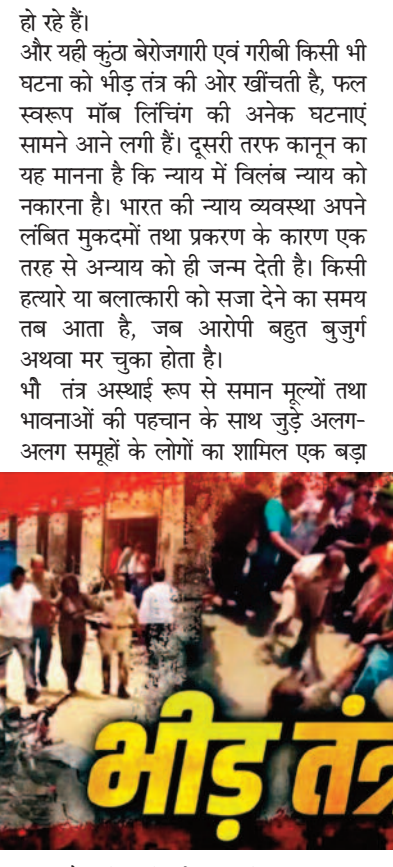 हो रहे हैं।
और यही कुंठा बेरोजगारी एवं गरीबी किसी भी
घटना को भीड़ तंत्र की ओर खींचती है, फल
स्वरूप मॉब लिंचिंग की अनेक घटनाएं
सामने आने लगी हैं। दूसरी तरफ कानून का
यह मानना है कि न्याय में विलंब न्याय को
नकारना है। भारत की न्याय व्यवस्था अपने
लंबित मुकदमों तथा प्रकरण के कारण एक
तरह से अन्याय को ही जन्म देती है। किसी
हत्यारे या बलात्कारी को सजा देने का समय
तब आता है, जब आरोपी बहुत बुजुर्ग
अथवा मर चुका होता है।
तंत्र अस्थाई रूप से समान मूल्यों तथा
भावनाओं की पहचान के साथ जुड़े अलग-
अलग समूहों के लोगों का शामिल एक बड़ा
भीड़ तंत्र